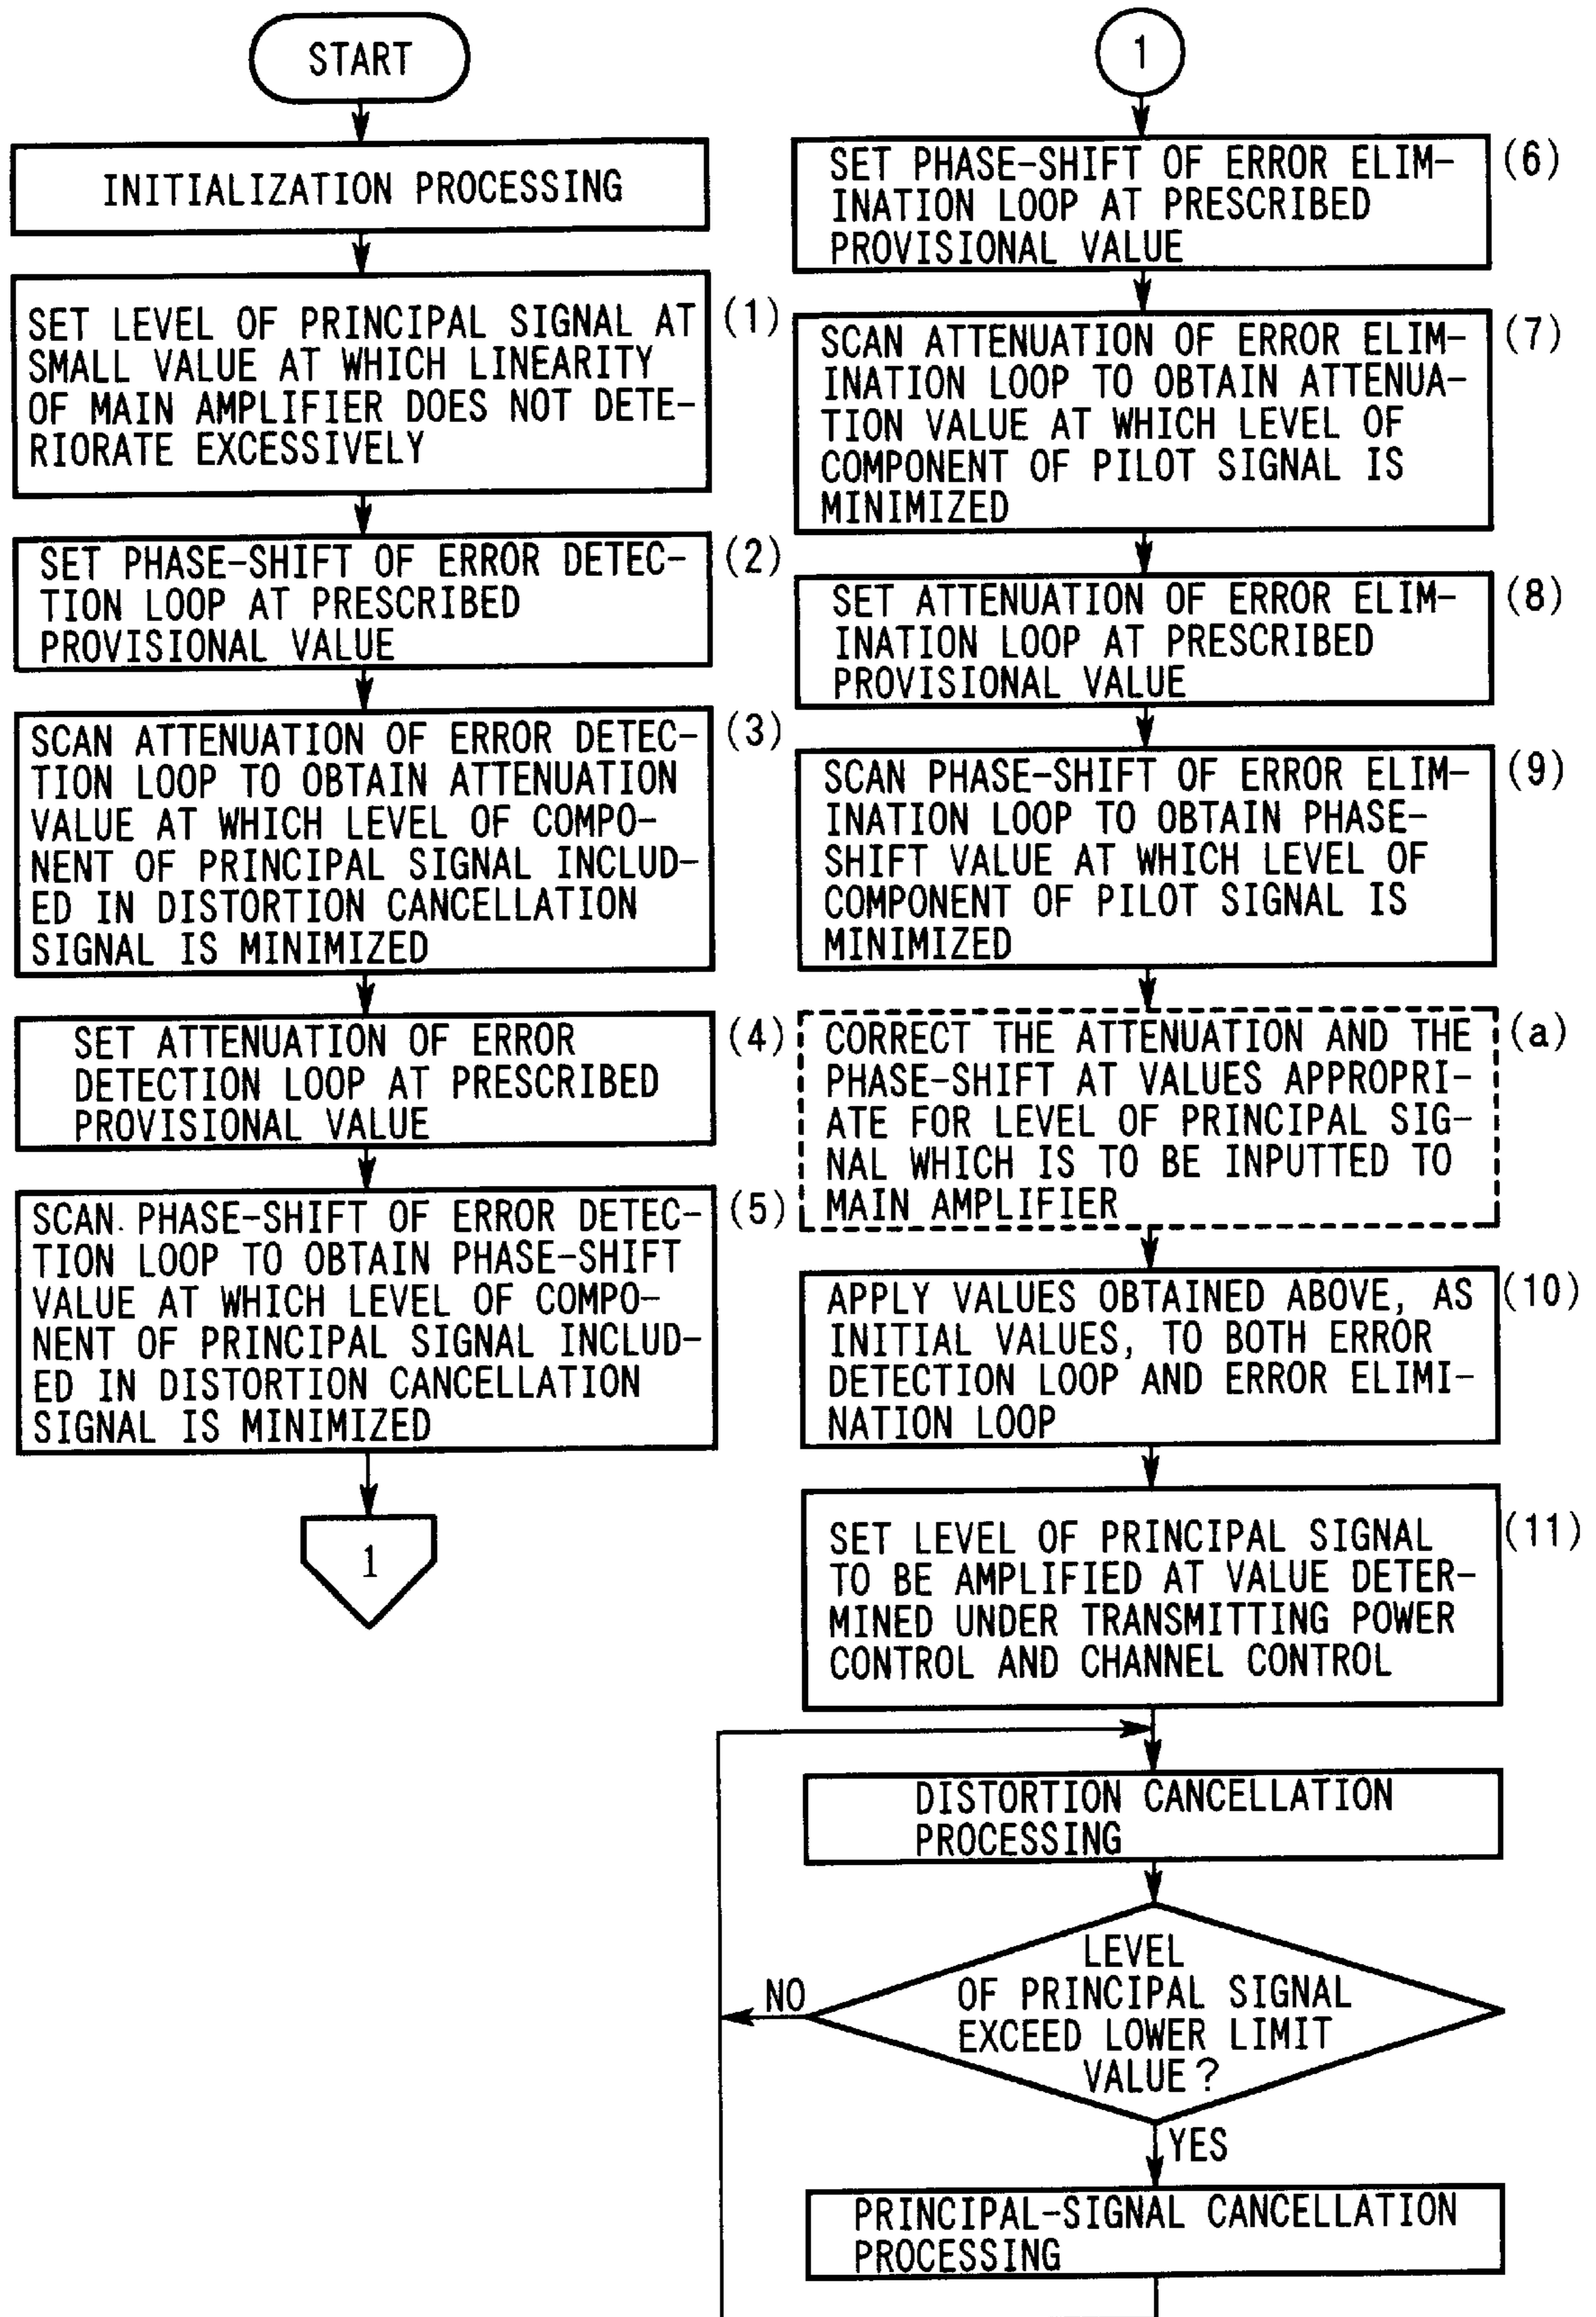 START
INITIALIZATION PROCESSING
SET LEVEL OF PRINCIPAL SIGNAL AT
SMALL VALUE AT WHICH LINEARITY
OF MAIN AMPLIFIER DOES NOT DETE-
RIORATE EXCESSIVELY
(1)
SET PHASE-SHIFT OF ERROR DETEC-
TION LOOP AT PRESCRIBED
PROVISIONAL VALUE
(2)
SCAN ATTENUATION OF ERROR DETEC-
TION LOOP TO OBTAIN ATTENUATION
VALUE AT WHICH LEVEL OF COMPO-
NENT OF PRINCIPAL SIGNAL INCLUD-
ED IN DISTORTION CANCELLATION
SIGNAL IS MINIMIZED
(3)
SET ATTENUATION OF ERROR
DETECTION LOOP AT PRESCRIBED
PROVISIONAL VALUE
(4)
SCAN PHASE-SHIFT OF ERROR DETEC-
TION LOOP TO OBTAIN PHASE-SHIFT
VALUE AT WHICH LEVEL OF COMPO-
NENT OF PRINCIPAL SIGNAL INCLUD-
ED IN DISTORTION CANCELLATION
SIGNAL IS MINIMIZED
(5)
1
1
SET PHASE-SHIFT OF ERROR ELIM-
INATION LOOP AT PRESCRIBED
PROVISIONAL VALUE
(6)
SCAN ATTENUATION OF ERROR ELIM-
INATION LOOP TO OBTAIN ATTENUA-
TION VALUE AT WHICH LEVEL OF
COMPONENT OF PILOT SIGNAL IS
MINIMIZED
(7)
SET ATTENUATION OF ERROR ELIM-
INATION LOOP AT PRESCRIBED
PROVISIONAL VALUE
(8)
SCAN PHASE-SHIFT OF ERROR ELIM-
INATION LOOP TO OBTAIN PHASE-
SHIFT VALUE AT WHICH LEVEL OF
COMPONENT OF PILOT SIGNAL IS
MINIMIZED
(9)
CORRECT THE ATTENUATION AND THE
PHASE-SHIFT AT VALUES APPROPRI-
ATE FOR LEVEL OF PRINCIPAL SIG-
NAL WHICH IS TO BE INPUTTED TO
MAIN AMPLIFIER
(a)
APPLY VALUES OBTAINED ABOVE, AS
INITIAL VALUES, TO BOTH ERROR
DETECTION LOOP AND ERROR ELIMI-
NATION LOOP
(10)
SET LEVEL OF PRINCIPAL SIGNAL
TO BE AMPLIFIED AT VALUE DETER-
MINED UNDER TRANSMITTING POWER
CONTROL AND CHANNEL CONTROL
(11)
DISTORTION CANCELLATION
PROCESSING
LEVEL
OF PRINCIPAL SIGNAL
EXCEED LOWER LIMIT
VALUE?
NO
YES
PRINCIPAL-SIGNAL CANCELLATION
PROCESSING